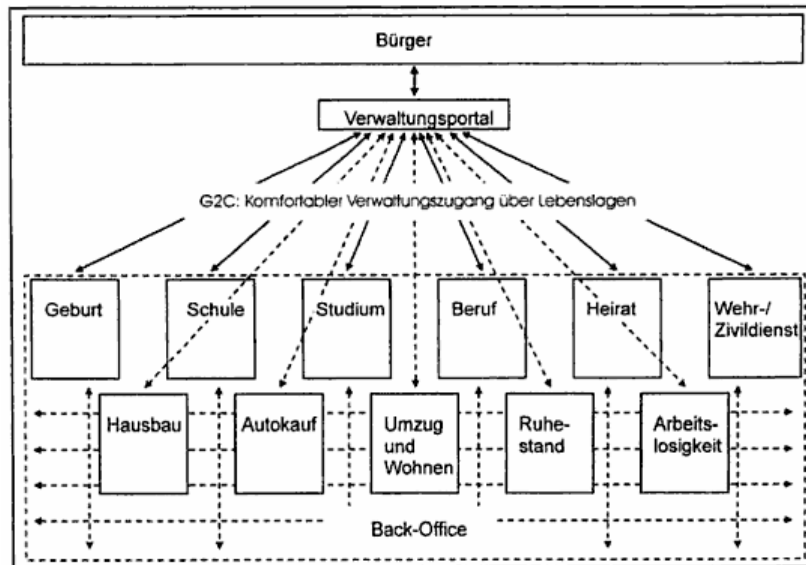 Bürger
Verwaltungsportal
G2C: Komfortabler Verwaltungszugang über Lebenslagen
Geburt
Schule
Studium
Beruf
Heirat
Wehr-/
Zivildienst
Hausbau
Autokauf
Umzug
und
Wohnen
Ruhe-
stand
Arbeits-
losigkeit
Back-Office